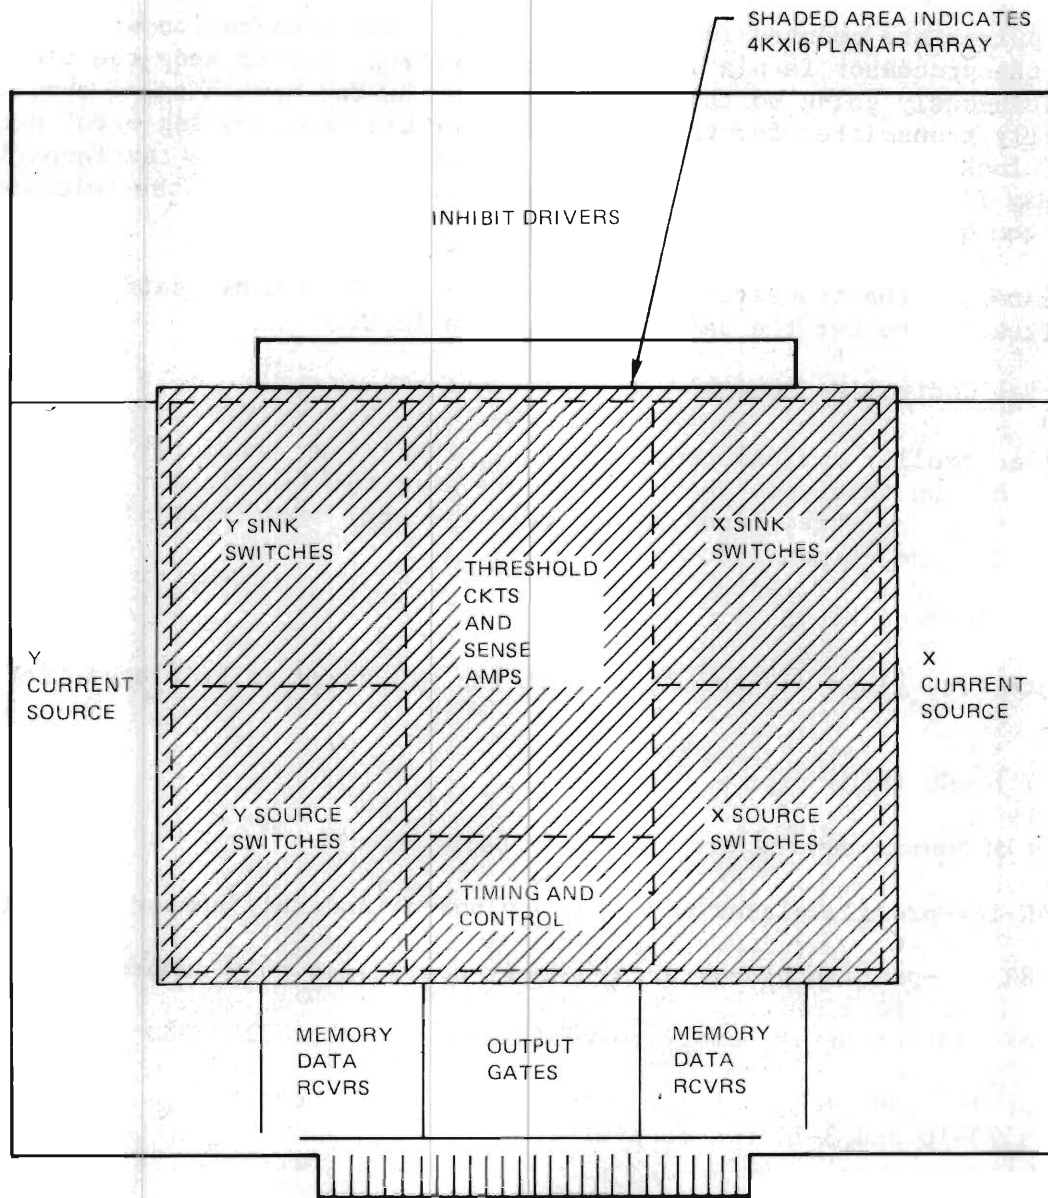 SHADED AREA INDICATES
4KX16 PLANAR ARRAY
INHIBIT DRIVERS
Y SINK
SWITCHES
X SINK
SWITCHES
THRESHOLD
CKTS
AND
SENSE
AMPS
Y
CURRENT
SOURCE
X
CURRENT
SOURCE
Y SOURCE
SWITCHES
X SOURCE
SWITCHES
TIMING AND
CONTROL
MEMORY
DATA
RCVRS
OUTPUT
GATES
MEMORY
DATA
RCVRS